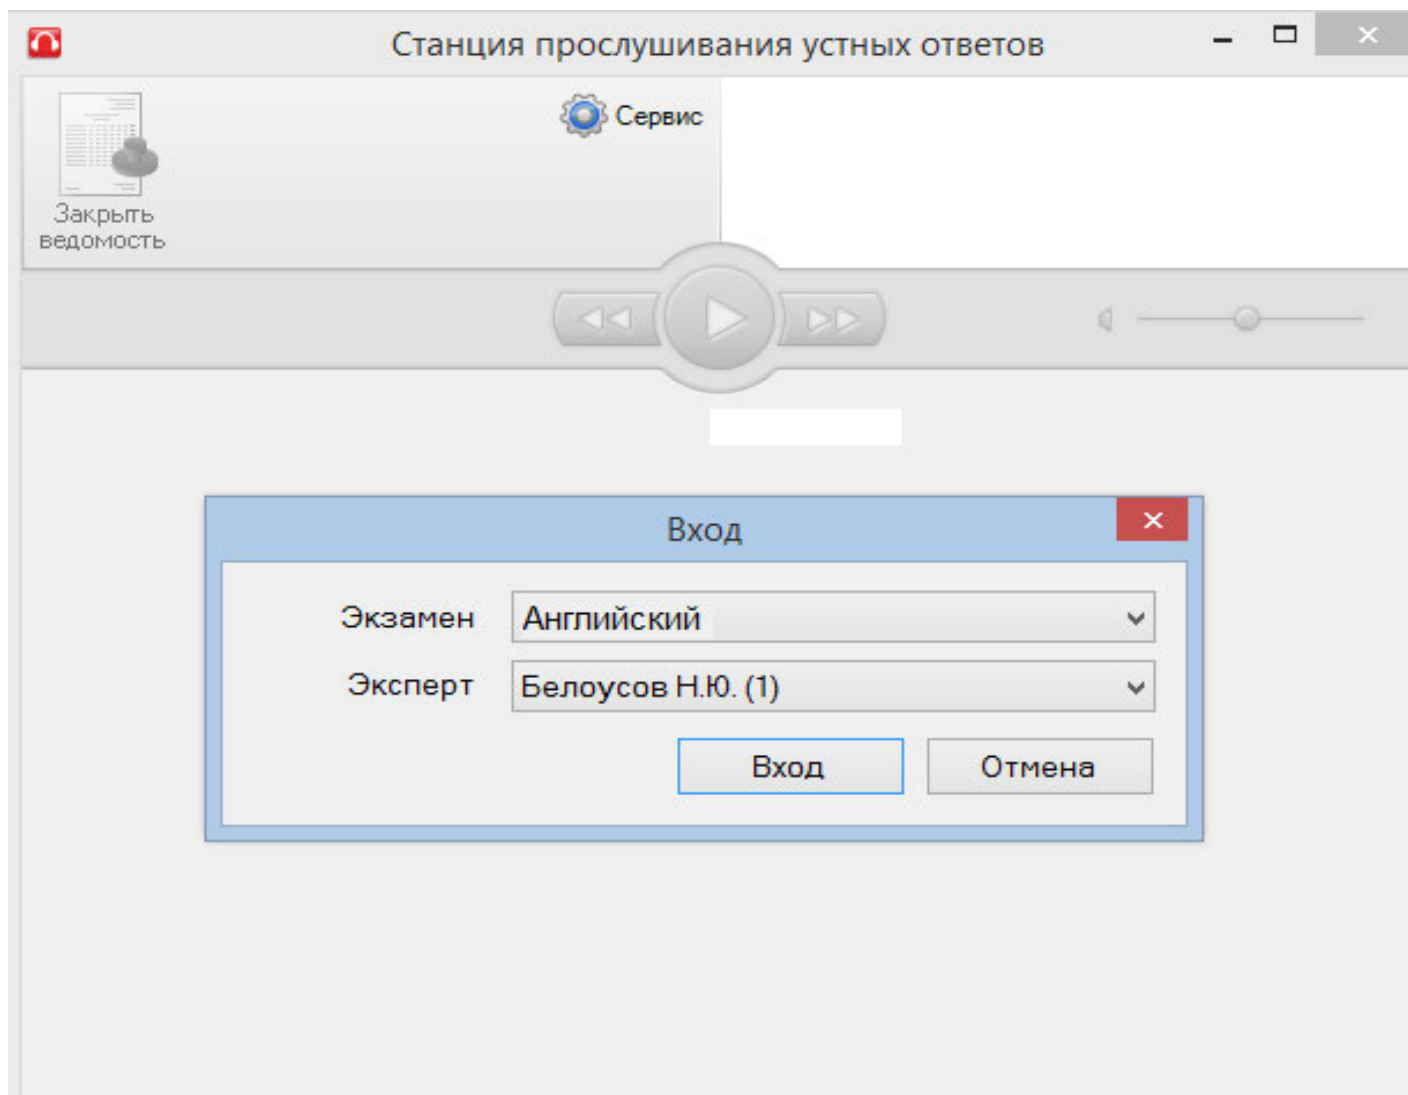 Станция прослушивания устных ответов
Сервис
Закрыть
ведомость
Вход
Экзамен Английский
Эксперт Белоусов Н.Ю. (1)
Вход Отмена